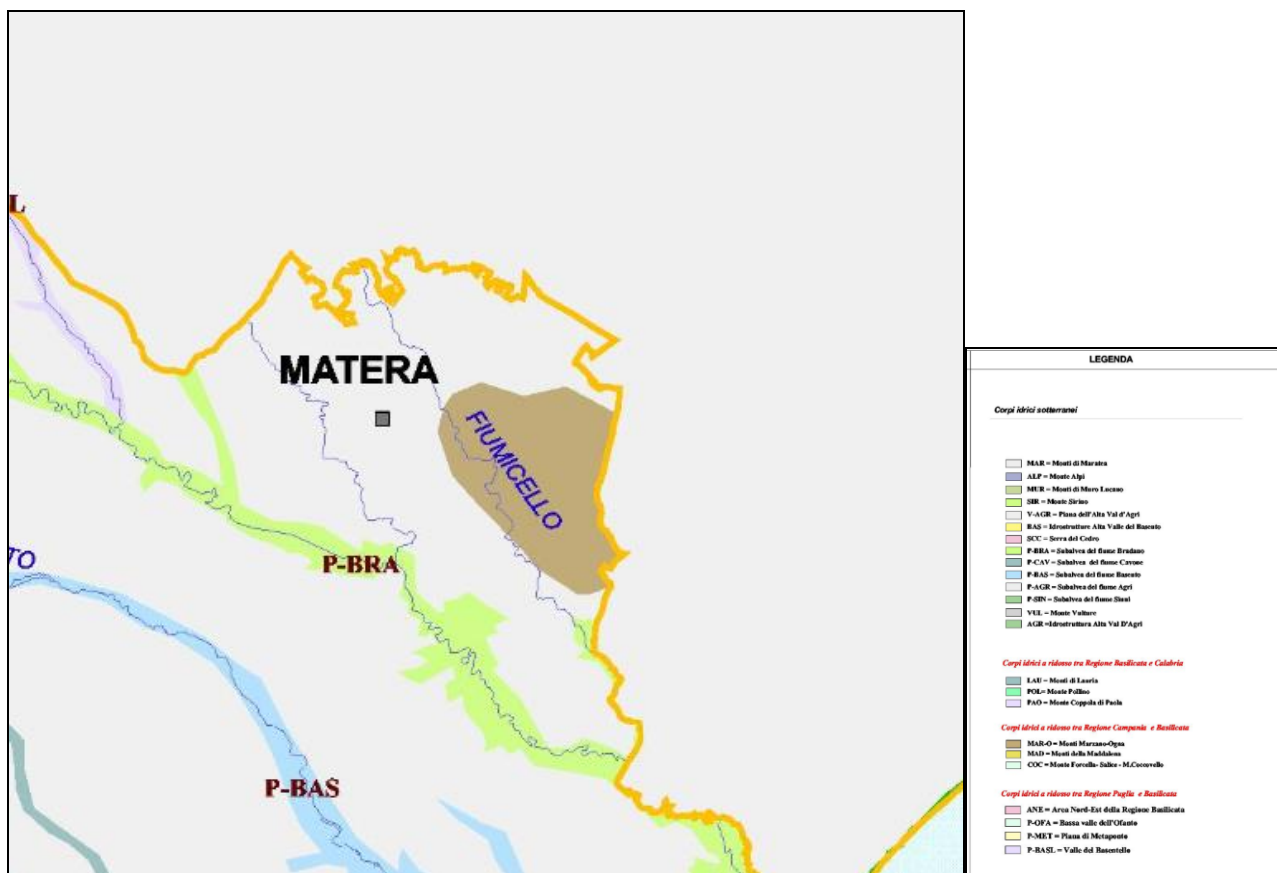 L
MATERA
FIUMICELLO
TO
P-BRA
P-BAS
LEGENDA
Corpi idrici sotterranei
MAR = Monti di Maratea
ALP = Monte Alpi
MUR = Monti di Muro Lucano
SIR = Monte Sirino
V-AGR = Piana dell'Alta Val d'Agri
BAS = Idrostrutture Alta Valle del Basento
SCC = Serra del Cedro
P-BRA = Subalvea del fiume Bradano
P-CAV = Subalvea del fiume Cavone
P-BAS = Subalvea del fiume Basento
P-AGR = Subalvea del fiume Agri
P-SIN = Subalvea del fiume Sinni
VUL = Monte Vulture
AGR =Idrostruttura Alta Val D'Agri
Corpi idrici a ridosso tra Regione Basilicata e Calabria
LAU = Monti di Lauria
POL= Monte Pollino
PAO = Monte Coppola di Paola
Corpi idrici a ridosso tra Regione Campania e Basilicata
MAR-O = Monti Marzano-Ogna
MAD = Monti della Maddalena
COC = Monte Forcella- Salice - M.Coccovello
Corpi idrici a ridosso tra Regione Puglia e Basilicata
ANE = Area Nord-Est della Regione Basilicata
P-OFA = Bassa valle dell'Ofanto
P-MET = Piana di Metaponto
P-BASL = Valle del Basentello